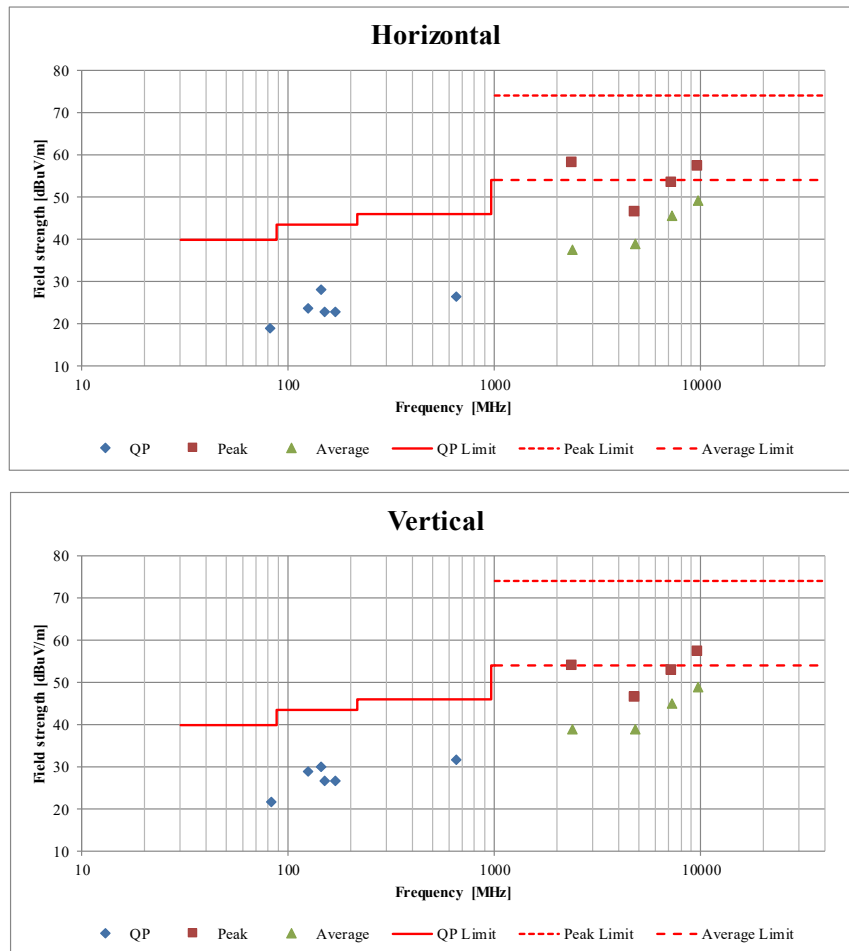 Horizontal
80
70
60
50
40
30
20
10
Field strength [dBuV/m]
10 100 1000 10000
Frequency [MHz]
QP Peak Average QP Limit Peak Limit Average Limit
Vertical
80
70
60
50
40
30
20
10
Field strength [dBuV/m]
10 100 1000 10000
Frequency [MHz]
QP Peak Average QP Limit Peak Limit Average Limit